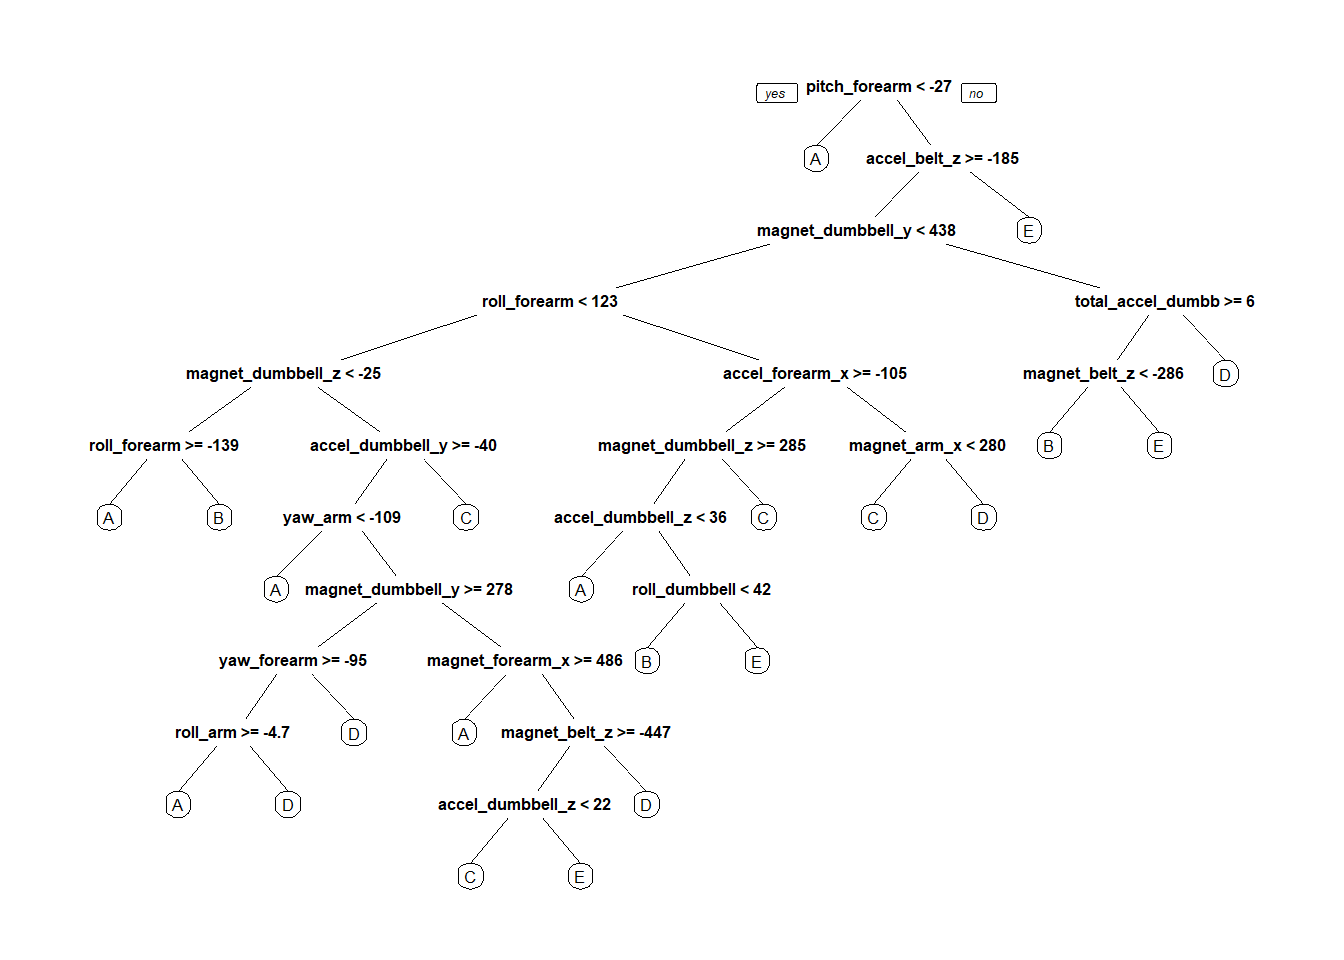 yes pitch_forearm < -27 no
A accel_belt_z >= -185
magnet_dumbbell_y < 438 E
roll_forearm < 123 total_accel_dumbb >= 6
magnet_dumbbell_z < -25 accel_forearm_x >= -105 magnet_belt_z < -286 D
roll_forearm >= -139 accel_dumbbell_y >= -40 magnet_dumbbell_z >= 285 magnet_arm_x < 280 B E
A B yaw_arm < -109 C accel_dumbbell_z < 36 C C D
A magnet_dumbbell_y >= 278 A roll_dumbbell < 42
yaw_forearm >= -95 magnet_forearm_x >= 486 B E
roll_arm >= -4.7 D A magnet_belt_z >= -447
A D accel_dumbbell_z < 22 D
C E